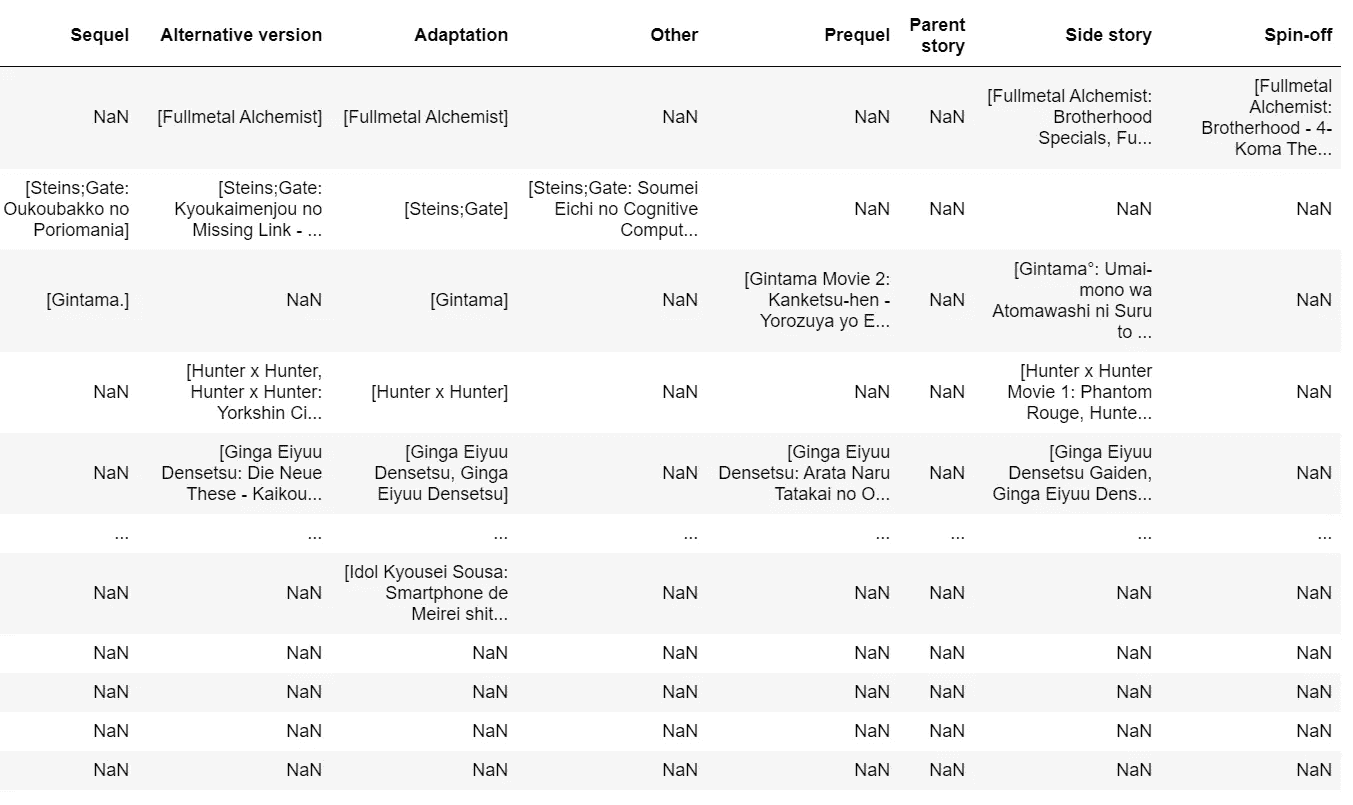 Sequel Alternative version Adaptation Other Prequel Parent story Side story Spin-off
NaN [Fullmetal Alchemist] [Fullmetal Alchemist] NaN NaN NaN [Fullmetal Alchemist: Brotherhood Specials, Fu... [Fullmetal Alchemist: Brotherhood - 4-Koma The...
[Steins;Gate: Oukoubakko no Poriomania] [Steins;Gate: Kyoukaimenjou no Missing Link - ... [Steins;Gate] [Steins;Gate: Soumei Eichi no Cognitive Comput... NaN NaN NaN NaN
[Gintama.] NaN [Gintama] NaN [Gintama Movie 2: Kanketsu-hen - Yorozuya yo E... NaN [Gintama°: Umai-mono wa Atomawashi ni Suru to ... NaN
NaN [Hunter x Hunter, Hunter x Hunter: Yorkshin Ci... [Hunter x Hunter] NaN NaN NaN [Hunter x Hunter Movie 1: Phantom Rouge, Hunte... NaN
NaN [Ginga Eiyuu Densetsu: Die Neue These - Kaikou... [Ginga Eiyuu Densetsu, Ginga Eiyuu Densetsu] NaN [Ginga Eiyuu Densetsu: Arata Naru Tatakai no O... NaN [Ginga Eiyuu Densetsu Gaiden, Ginga Eiyuu Dens... NaN
... ... ... ... ... ... ... ...
NaN NaN [Idol Kyousei Sousa: Smartphone de Meirei shit... NaN NaN NaN NaN NaN
NaN NaN NaN NaN NaN NaN NaN NaN
NaN NaN NaN NaN NaN NaN NaN NaN
NaN NaN NaN NaN NaN NaN NaN NaN
NaN NaN NaN NaN NaN NaN NaN NaN